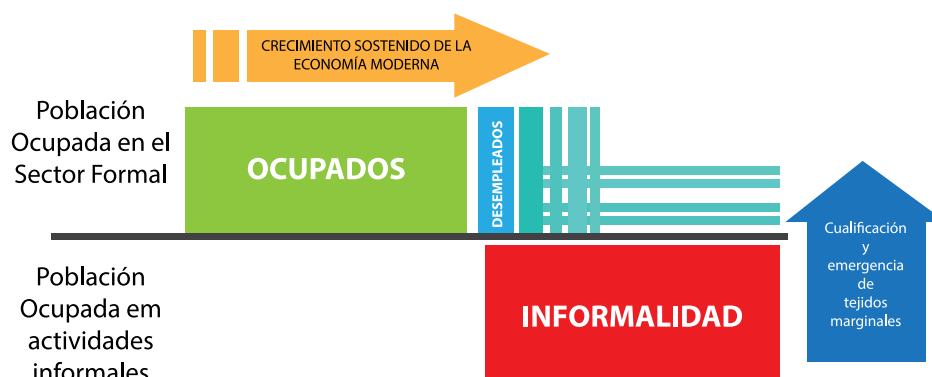 CRECIMIENTO SOSTENIDO DE LA
ECONOMÍA MODERNA
Población
Ocupada en el
Sector Formal
OCUPADOS
DESEMPLEADOS
Cualificación
y
emergencia
de
tejidos
marginales
Población
Ocupada em
actividades
informales
INFORMALIDAD